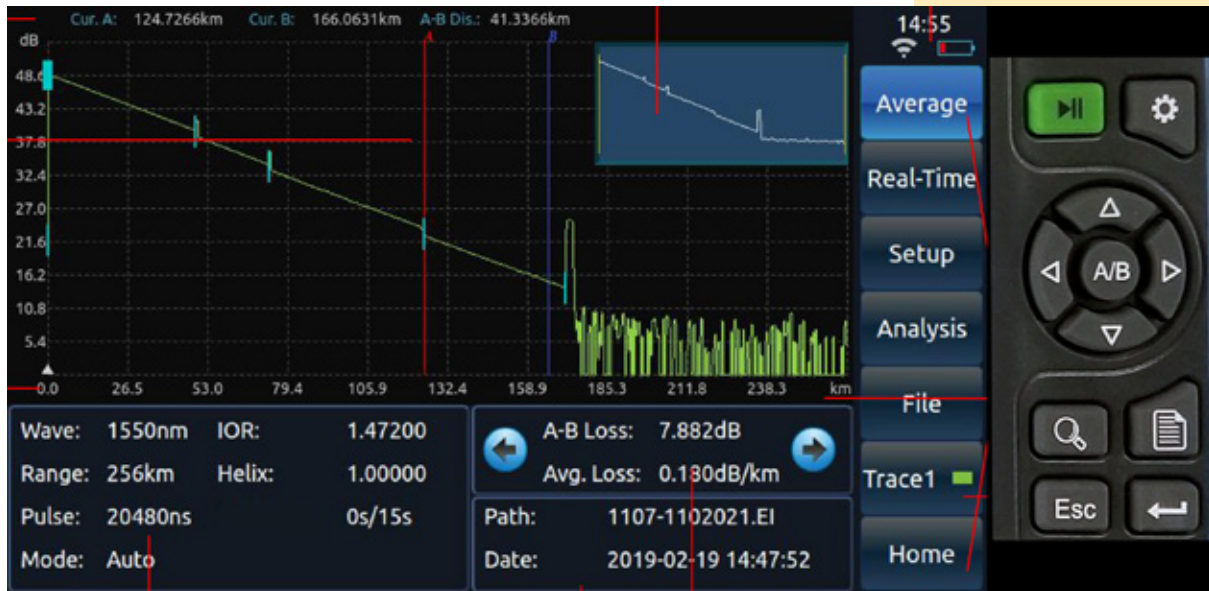 Cur. A: 124.7266km Cur. B: 166.0631km A-B Dis.: 41.3366km
14:55
dB
A
B
48.6
43.2
37.8
32.4
27.0
21.6
16.2
10.8
5.4
0.0 26.5 53.0 79.4 105.9 132.4 158.9 185.3 211.8 238.3 km
Wave: 1550nm IOR: 1.47200
Range: 256km Helix: 1.00000
Pulse: 20480ns 0s/15s
Mode: Auto
A-B Loss: 7.882dB
Avg. Loss: 0.180dB/km
Path: 1107-1102021.EI
Date: 2019-02-19 14:47:52
Average
Real-Time
Setup
Analysis
File
Trace1
Home
A/B
Esc